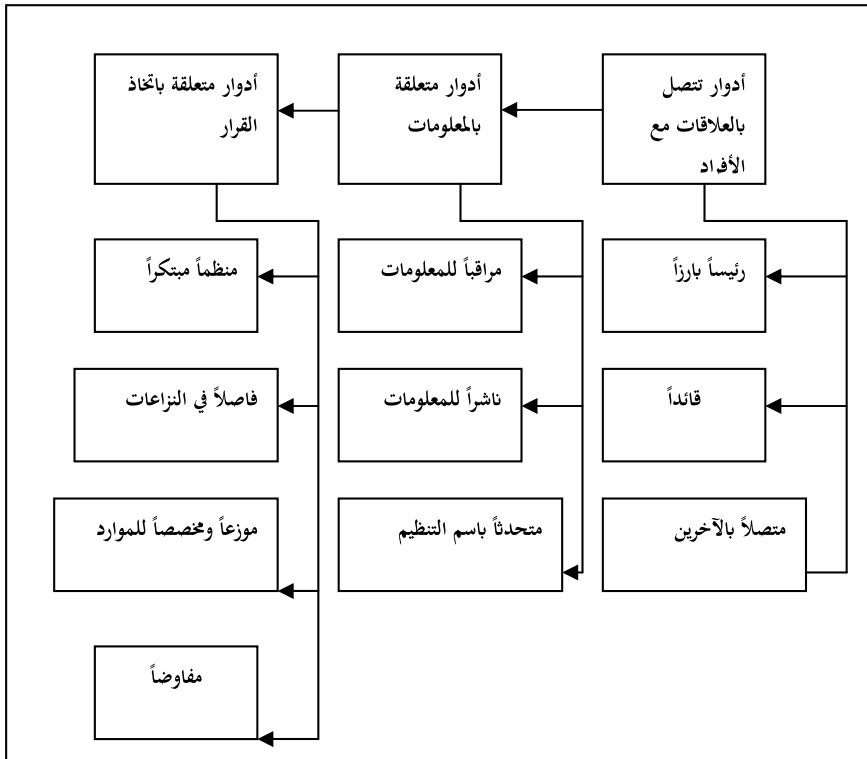 أدوار تتصل
بالعلاقات مع
الأفراد
أدوار متعلقة
بالمعلومات
أدوار متعلقة باتخاذ
القرار
رئيساً بارزاً
مراقباً للمعلومات
منظماً مبتكراً
قائداً
ناشراً للمعلومات
فاصلاً في النزاعات
متصلاً بالآخرين
متحدثاً باسم التنظيم
موزعاً ومخصصاً للموارد
مفاوضاً